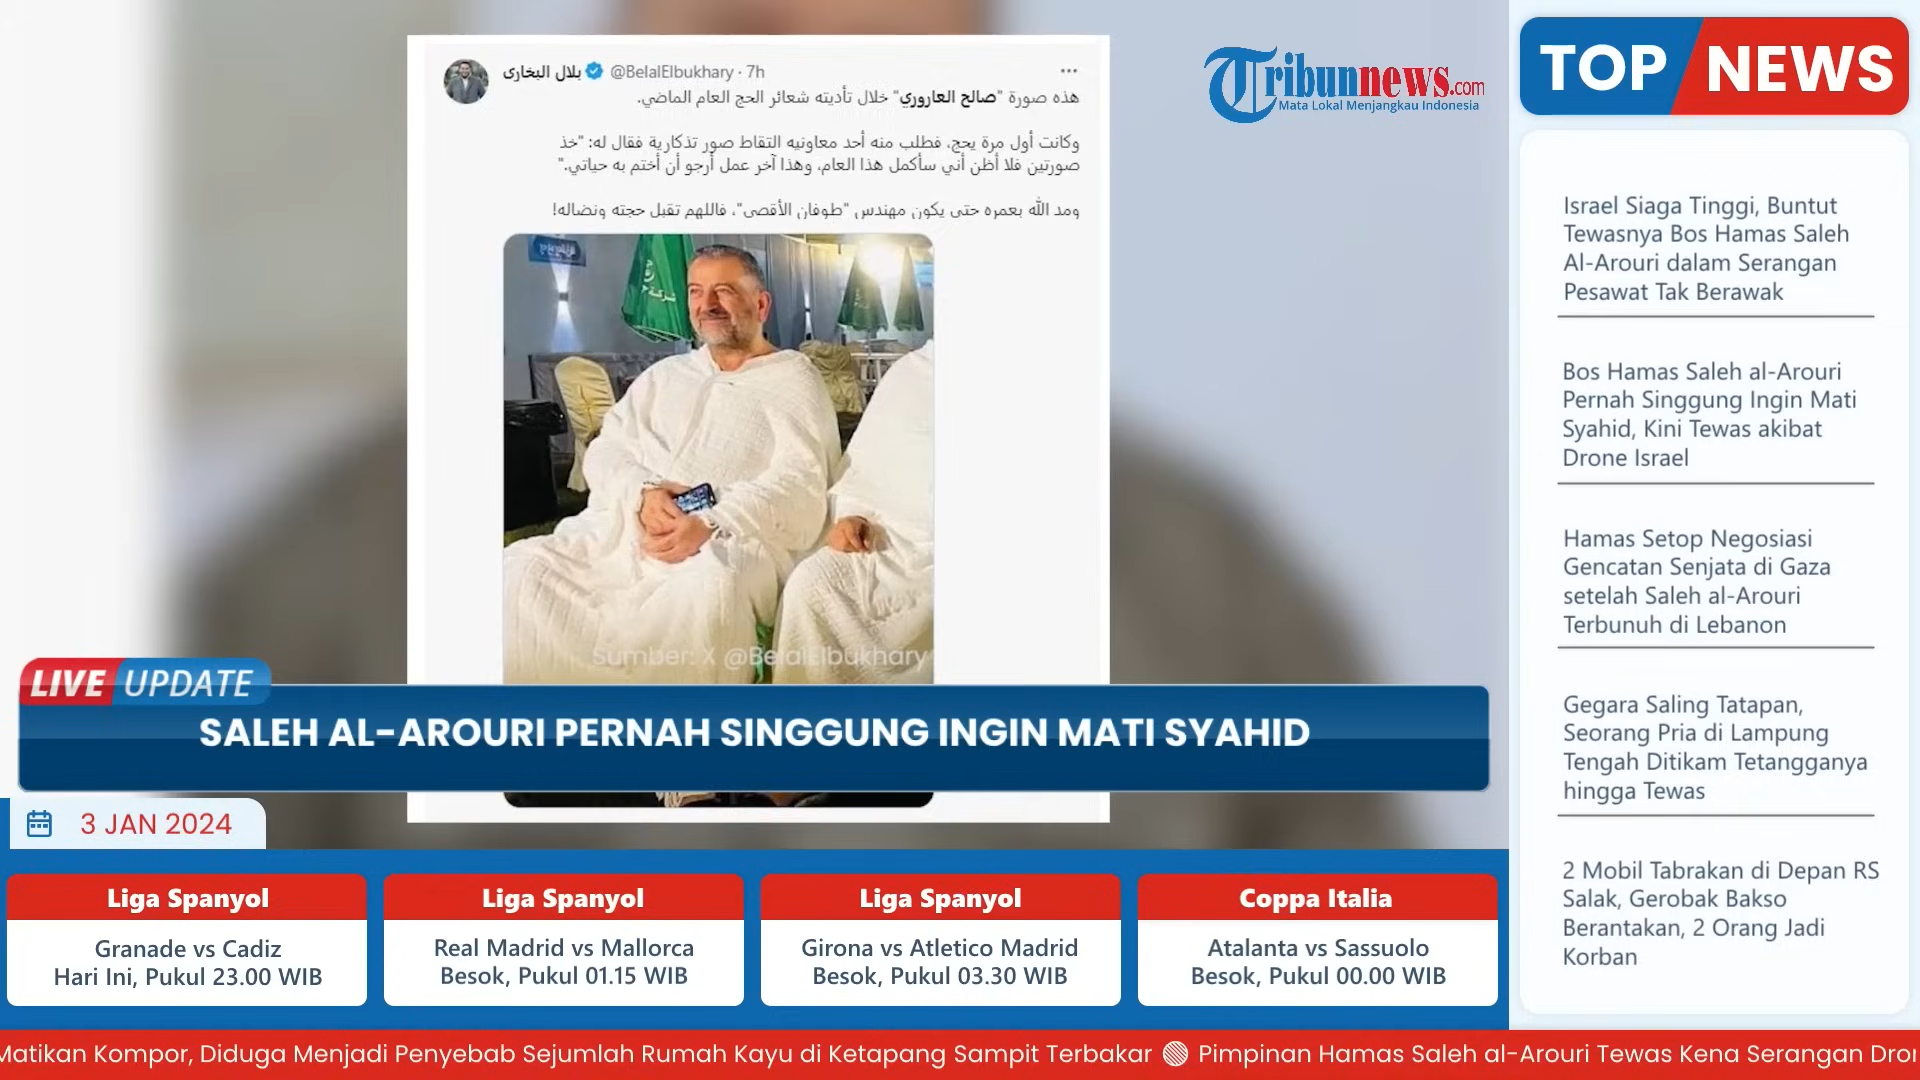 بلال البخاري @BelalElbukhary · 7h
هذه صورة "صالح العاروري" خلال تأديته شعائر الحج العام الماضي.
وكانت أول مرة يحج، فطلب منه أحد معاونيه التقاط صور تذكارية فقال له: "خذ
صورتين فلا أظن أني سأكمل هذا العام، وهذا آخر عمل أرجو أن أختم به حياتي."
ومد الله بعمره حتى يكون مهندس "طوفان الأقصى"، فاللهم تقبل حجته ونضاله!
شركة
Sumber: X @BelalElbukhary
Tribunnews.com
Mata Lokal Menjangkau Indonesia
LIVE UPDATE
SALEH AL-AROURI PERNAH SINGGUNG INGIN MATI SYAHID
3 JAN 2024
Liga Spanyol
Granade vs Cadiz
Hari Ini, Pukul 23.00 WIB
Liga Spanyol
Real Madrid vs Mallorca
Besok, Pukul 01.15 WIB
Liga Spanyol
Girona vs Atletico Madrid
Besok, Pukul 03.30 WIB
Coppa Italia
Atalanta vs Sassuolo
Besok, Pukul 00.00 WIB
TOP NEWS
Israel Siaga Tinggi, Buntut
Tewasnya Bos Hamas Saleh
Al-Arouri dalam Serangan
Pesawat Tak Berawak
Bos Hamas Saleh al-Arouri
Pernah Singgung Ingin Mati
Syahid, Kini Tewas akibat
Drone Israel
Hamas Setop Negosiasi
Gencatan Senjata di Gaza
setelah Saleh al-Arouri
Terbunuh di Lebanon
Gegara Saling Tatapan,
Seorang Pria di Lampung
Tengah Ditikam Tetangganya
hingga Tewas
2 Mobil Tabrakan di Depan RS
Salak, Gerobak Bakso
Berantakan, 2 Orang Jadi
Korban
Matikan Kompor, Diduga Menjadi Penyebab Sejumlah Rumah Kayu di Ketapang Sampit Terbakar Pimpinan Hamas Saleh al-Arouri Tewas Kena Serangan Dro